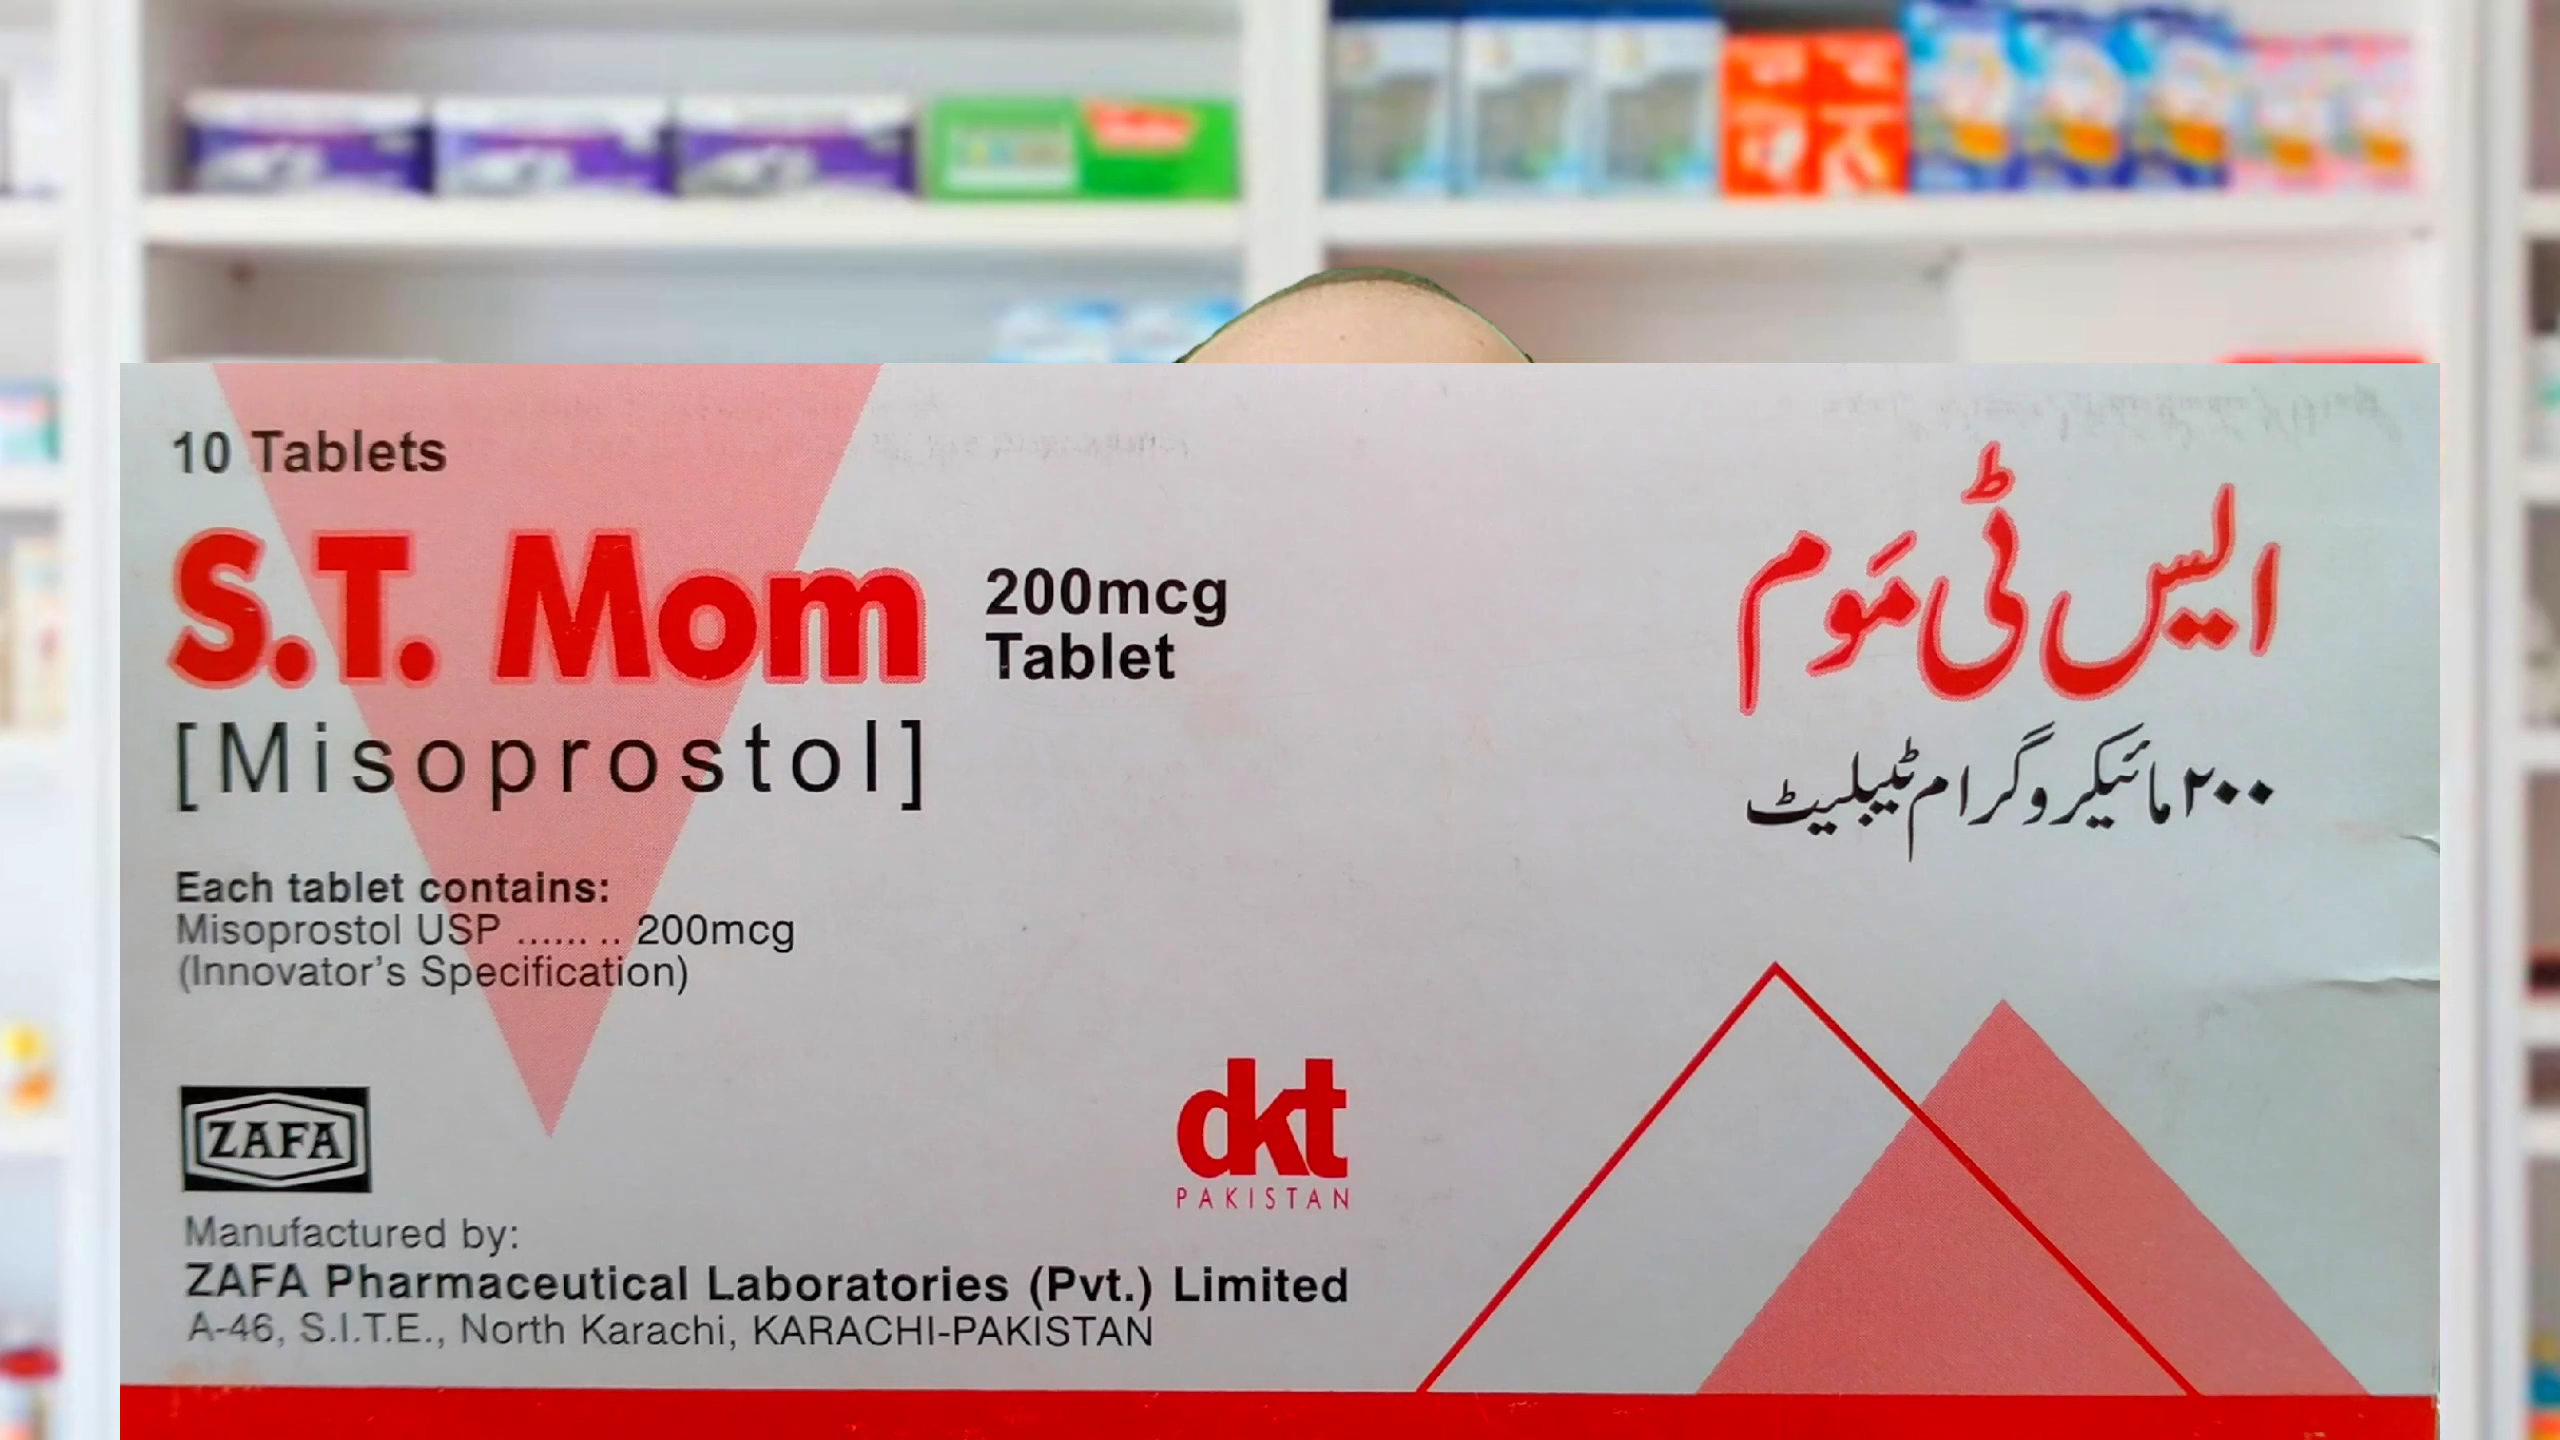 10 Tablets
S.T. Mom
200mcg
Tablet
[Misoprostol]
Each tablet contains:
Misoprostol USP ...... .. 200mcg
(Innovator's Specification)
ZAFA
Manufactured by:
ZAFA Pharmaceutical Laboratories (Pvt.) Limited
A-46, S.I.T.E., North Karachi, KARACHI-PAKISTAN
dkt
PAKISTAN
ایس ٹی مَوم
۲۰۰ مائیکروگرام ٹیبلیٹ